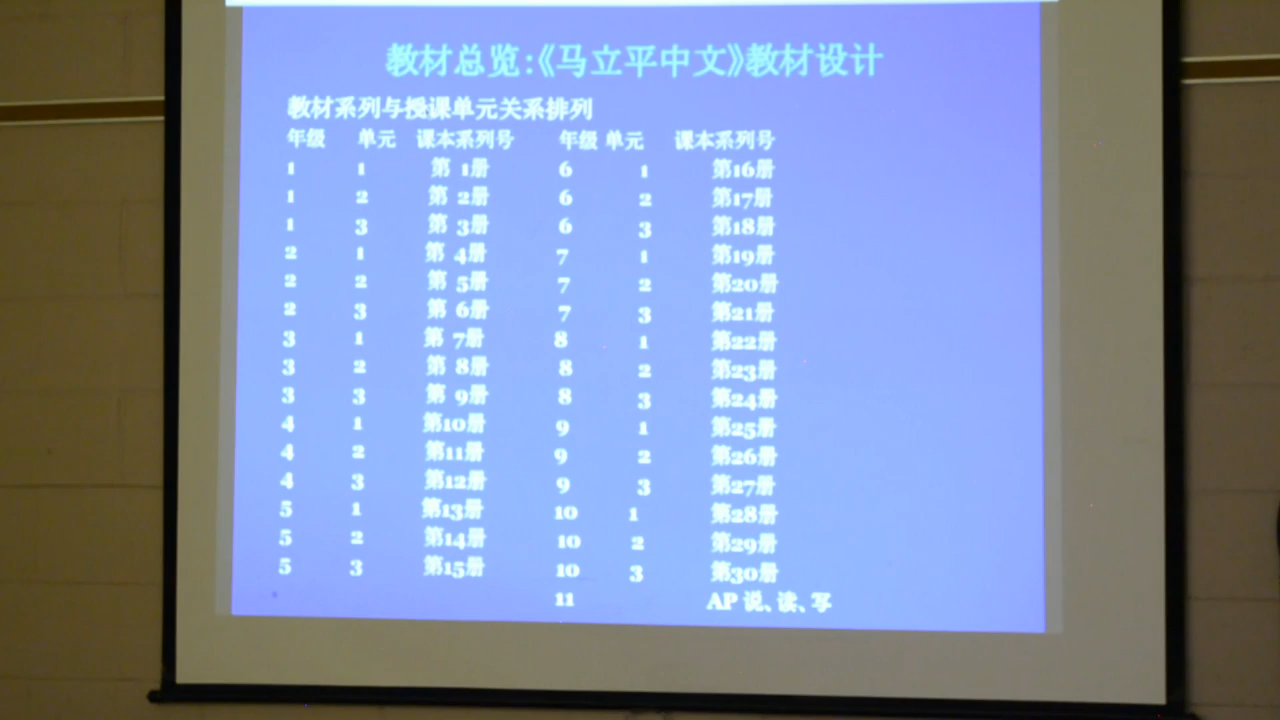 教材总览:《马立平中文》教材设计
教材系列与授课单元关系排列
年级 单元 课本系列号 年级 单元 课本系列号
1 1 第 1册 6 1 第16册
1 2 第 2册 6 2 第17册
1 3 第 3册 6 3 第18册
2 1 第 4册 7 1 第19册
2 2 第 5册 7 2 第20册
2 3 第 6册 7 3 第21册
3 1 第 7册 8 1 第22册
3 2 第 8册 8 2 第23册
3 3 第 9册 8 3 第24册
4 1 第10册 9 1 第25册
4 2 第11册 9 2 第26册
4 3 第12册 9 3 第27册
5 1 第13册 10 1 第28册
5 2 第14册 10 2 第29册
5 3 第15册 10 3 第30册
11 AP 说、读、写